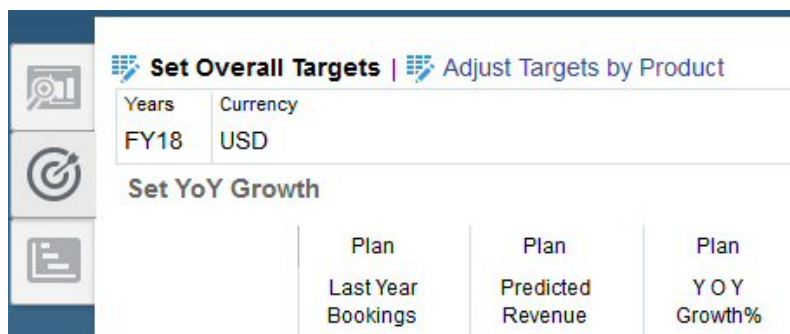 Set Overall Targets | Adjust Targets by Product
Years Currency
FY18 USD
Set YoY Growth
Plan Plan Plan
Last Year Predicted Y O Y
Bookings Revenue Growth%